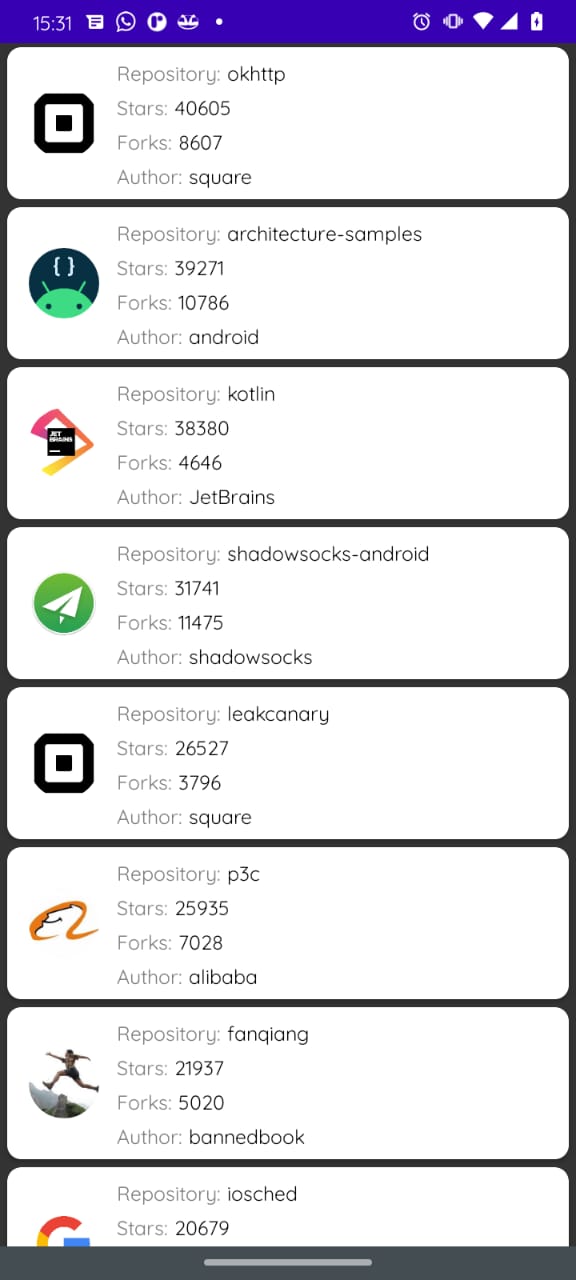 15:31
Repository: okhttp
Stars: 40605
Forks: 8607
Author: square
{ }
Repository: architecture-samples
Stars: 39271
Forks: 10786
Author: android
JET
BRAINS
Repository: kotlin
Stars: 38380
Forks: 4646
Author: JetBrains
Repository: shadowsocks-android
Stars: 31741
Forks: 11475
Author: shadowsocks
Repository: leakcanary
Stars: 26527
Forks: 3796
Author: square
Repository: p3c
Stars: 25935
Forks: 7028
Author: alibaba
Repository: fanqiang
Stars: 21937
Forks: 5020
Author: bannedbook
Repository: iosched
Stars: 20679